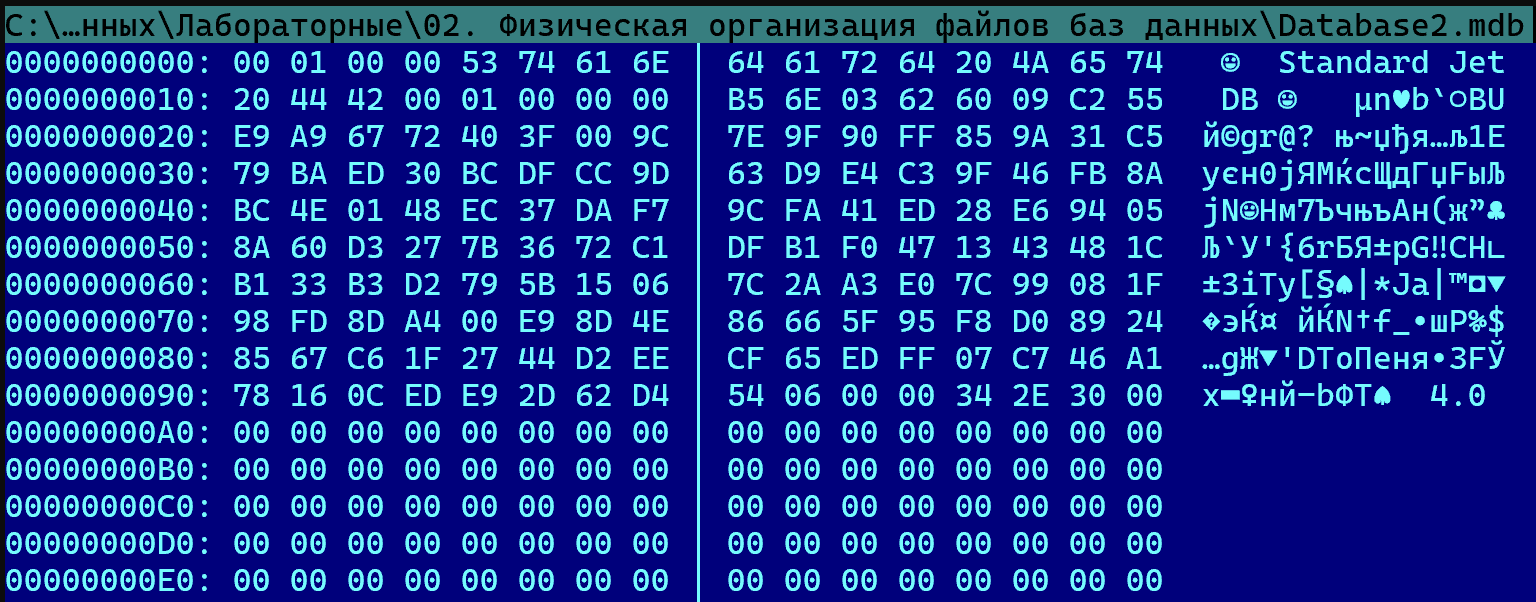 C:\…нных\Лабораторные\02. Физическая организация файлов баз данных\Database2.mdb
0000000000: 00 01 00 00 53 74 61 6E │ 64 61 72 64 20 4A 65 74  ☺  Standard Jet
0000000010: 20 44 42 00 01 00 00 00 │ B5 6E 03 62 60 09 C2 55  DB ☺   µn♥b`○ВU
0000000020: E9 A9 67 72 40 3F 00 9C │ 7E 9F 90 FF 85 9A 31 C5 й©gr@? њ~џђя…љ1Е
0000000030: 79 BA ED 30 BC DF CC 9D │ 63 D9 E4 C3 9F 46 FB 8A yєн0јЯМќcЩдГџFыЉ
0000000040: BC 4E 01 48 EC 37 DA F7 │ 9C FA 41 ED 28 E6 94 05 јN☺Hм7ЪчњъAн(ж”♣
0000000050: 8A 60 D3 27 7B 36 72 C1 │ DF B1 F0 47 13 43 48 1C Љ`У'{6rБЯ±рG‼CH∟
0000000060: B1 33 B3 D2 79 5B 15 06 │ 7C 2A A3 E0 7C 99 08 1F ±3іТy[§♠|*Ја|™◘▼
0000000070: 98 FD 8D A4 00 E9 8D 4E │ 86 66 5F 95 F8 D0 89 24 �эЌ¤ йЌN†f_•шР‰$
0000000080: 85 67 C6 1F 27 44 D2 EE │ CF 65 ED FF 07 C7 46 A1 …gЖ▼'DТоПeня•ЗFЎ
0000000090: 78 16 0C ED E9 2D 62 D4 │ 54 06 00 00 34 2E 30 00 x▬♀нй-bФT♠  4.0
00000000A0: 00 00 00 00 00 00 00 00 │ 00 00 00 00 00 00 00 00
00000000B0: 00 00 00 00 00 00 00 00 │ 00 00 00 00 00 00 00 00
00000000C0: 00 00 00 00 00 00 00 00 │ 00 00 00 00 00 00 00 00
00000000D0: 00 00 00 00 00 00 00 00 │ 00 00 00 00 00 00 00 00
00000000E0: 00 00 00 00 00 00 00 00 │ 00 00 00 00 00 00 00 00